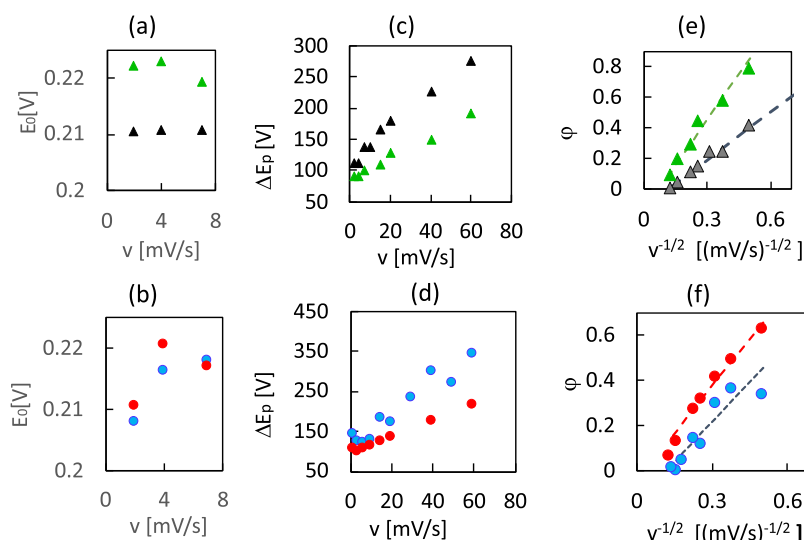 (a)
E₀[V]
0.22
0.21
0.2
0 4 8
v [mV/s]
(c)
ΔEp [V]
300
250
200
150
100
50
0 20 40 60 80
v [mV/s]
(e)
φ
0.8
0.6
0.4
0.2
0
0 0.3 0.6
v⁻¹/² [(mV/s)⁻¹/² ]
(b)
E₀[V]
0.22
0.21
0.2
0 4 8
v [mV/s]
(d)
ΔEp [V]
450
350
250
150
50
0 20 40 60 80
v [mV/s]
(f)
φ
0.6
0.4
0.2
0
0 0.3 0.6
v⁻¹/² [(mV/s)⁻¹/²]